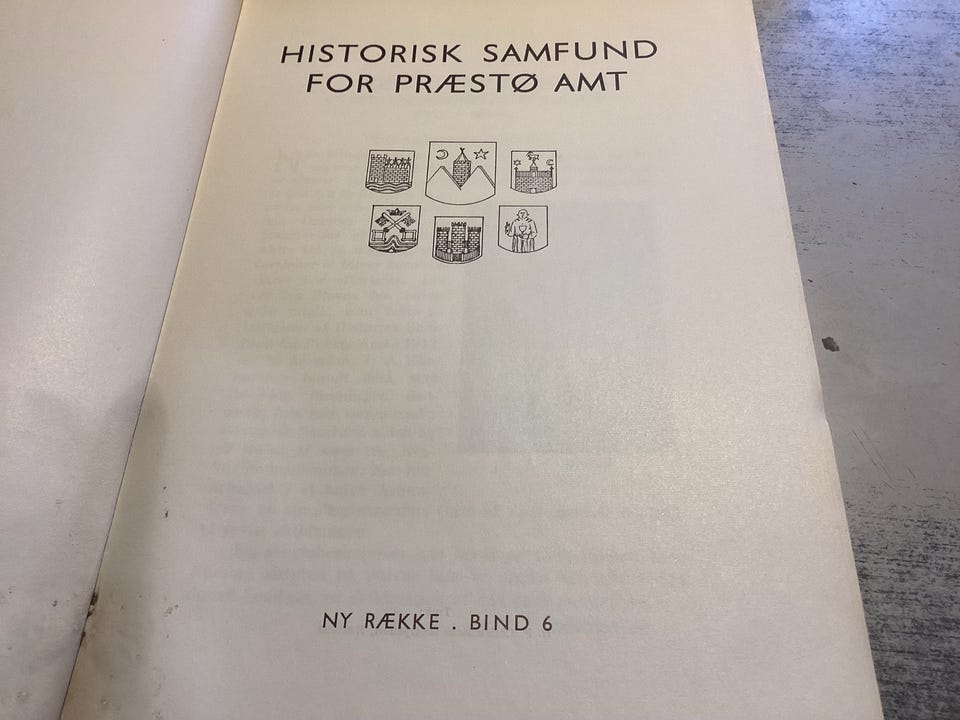 HISTORISK SAMFUND
FOR PRÆSTØ AMT
NY RÆKKE . BIND 6